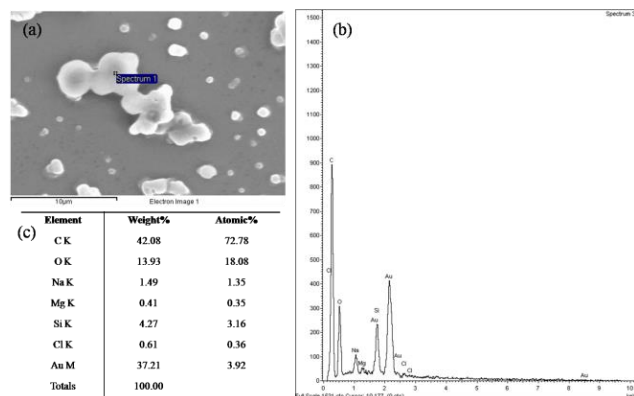 (a)
Spectrum 1
10µm
Electron Image 1
(c)
Element Weight% Atomic%
C K 42.08 72.78
O K 13.93 18.08
Na K 1.49 1.35
Mg K 0.41 0.35
Si K 4.27 3.16
Cl K 0.61 0.36
Au M 37.21 3.92
Totals 100.00
(b)
Spectrum
1500
1400
1300
1200
1100
1000
900
800
700
600
500
400
300
200
100
0
C
Cl
O
Na
Mg
Au
Si
Au
Au
Cl
Cl
Au
0 1 2 3 4 5 6 7 8 9 10